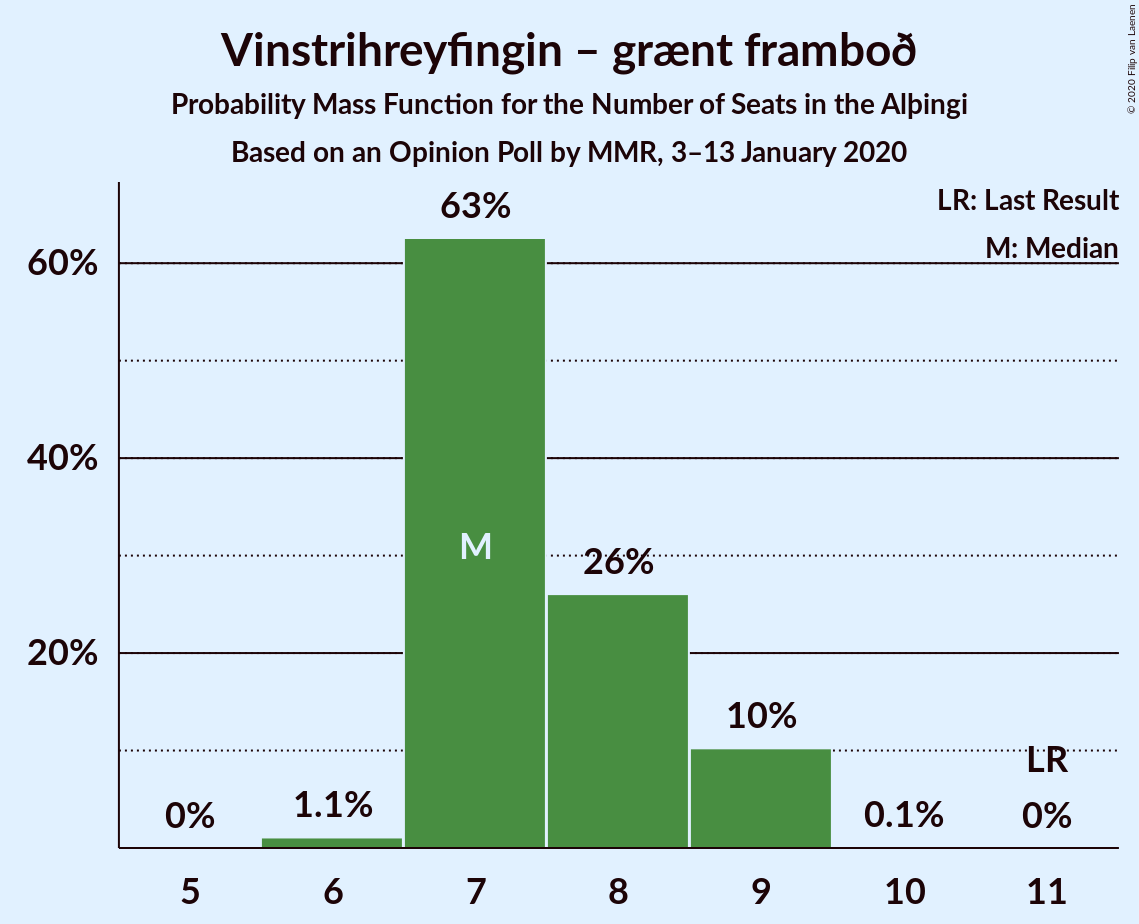 Vinstrihreyfingin – grænt framboð
Probability Mass Function for the Number of Seats in the Alþingi
Based on an Opinion Poll by MMR, 3–13 January 2020
© 2020 Filip van Laenen
LR: Last Result
M: Median
63%
60%
40%
M
26%
20%
10%
LR
0%
1.1%
0.1%
0%
5
6
7
8
9
10
11